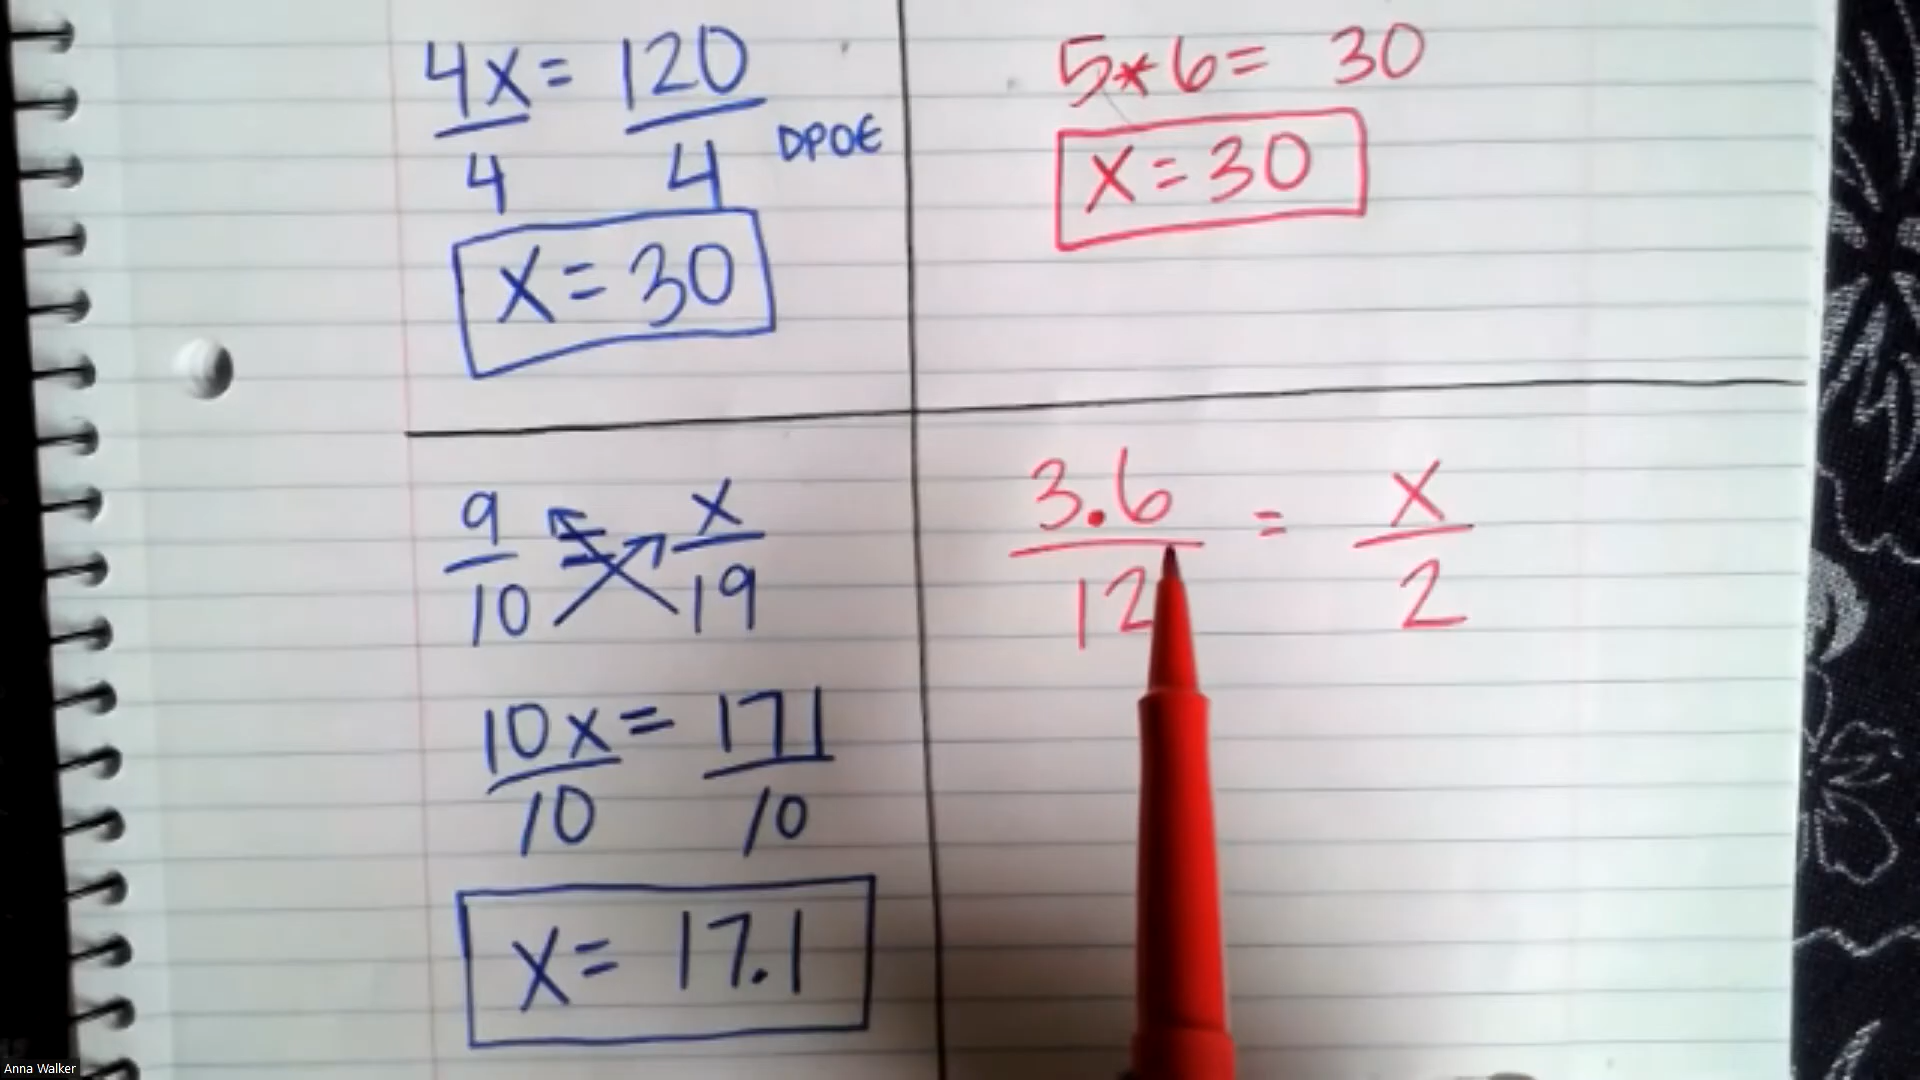 4x = 120
4 4 DPOE
x = 30
5 * 6 = 30
x = 30
9 = x
10 19
10x = 171
10 10
x = 17.1
3.6 = x
12 2
Anna Walker